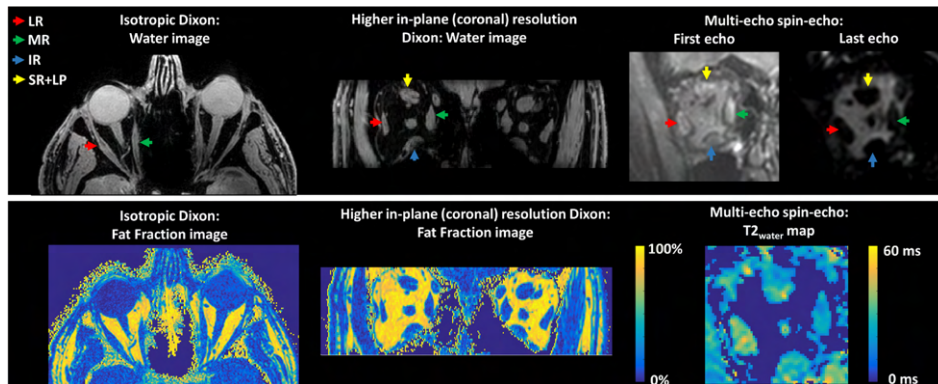 LR
MR
IR
SR+LP
Isotropic Dixon:
Water image
Higher in-plane (coronal) resolution
Dixon: Water image
Multi-echo spin-echo:
First echo
Last echo
Isotropic Dixon:
Fat Fraction image
Higher in-plane (coronal) resolution Dixon:
Fat Fraction image
Multi-echo spin-echo:
T2water map
100%
0%
60 ms
0 ms